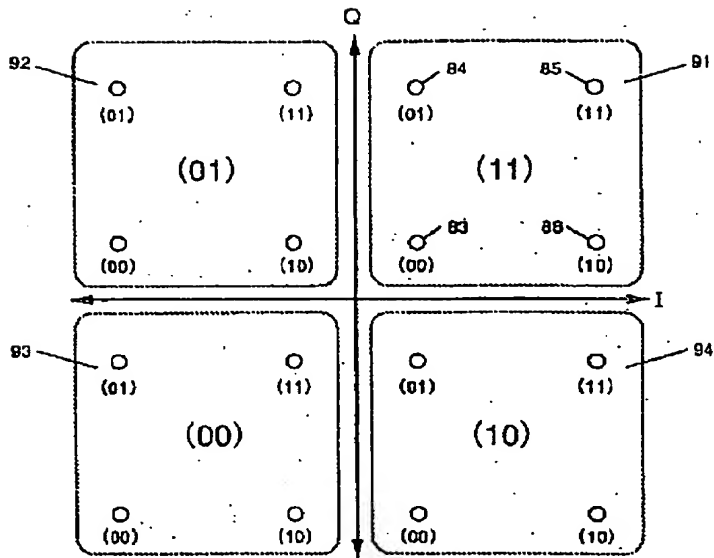 Q
92 84 85 91
(01) (11) (01) (11)
(01) (11)
83 86
(00) (10) (00) (10)
I
93 94
(01) (11) (01) (11)
(00) (10)
(00) (10) (00) (10)